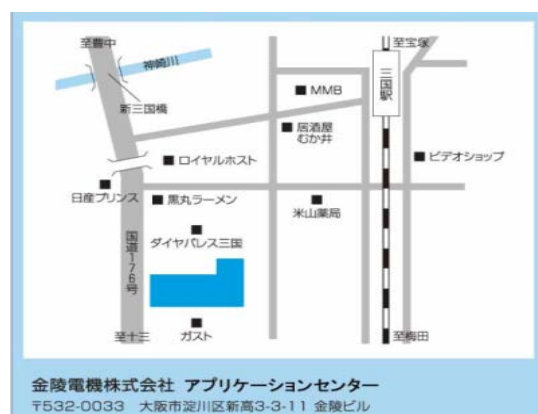 至豊中
至宝塚
神崎川
新三国橋
三国駅
MMB
居酒屋
むか井
ロイヤルホスト
ビデオショップ
日産プリンス
黒丸ラーメン
米山薬局
国道176号
ダイヤパレス三国
至十三
ガスト
至梅田
金陵電機株式会社 アプリケーションセンター
〒532-0033 大阪市淀川区新高3-3-11 金陵ビル